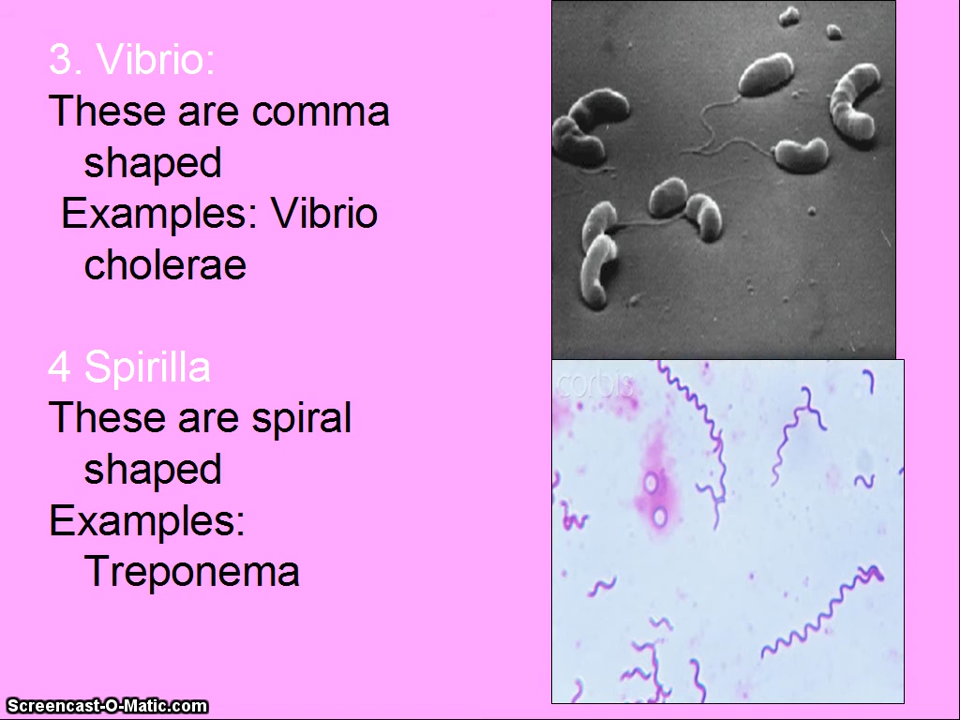 3. Vibrio:
These are comma
shaped
Examples: Vibrio
cholerae
4 Spirilla
These are spiral
shaped
Examples:
Treponema
corbis
Screencast-O-Matic.com